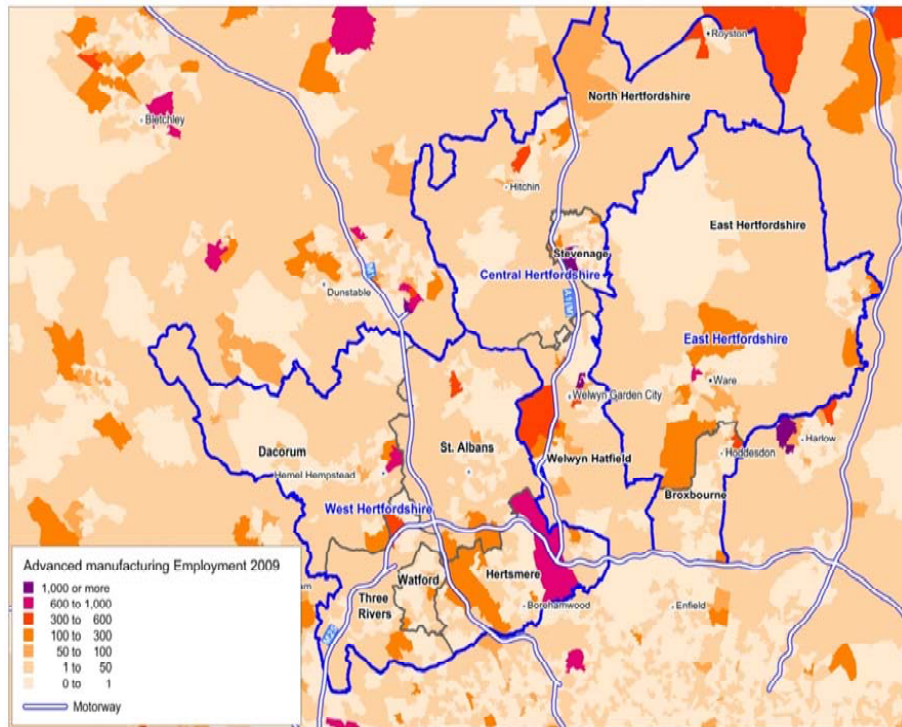 Royston
North Hertfordshire
Bletchley
Hitchin
East Hertfordshire
Stevenage
Central Hertfordshire
M1
Dunstable
A1(M)
East Hertfordshire
Ware
Welwyn Garden City
Harlow
St. Albans
Dacorum
Welwyn Hatfield
Hoddesdon
Hemel Hempstead
Broxbourne
West Hertfordshire
Advanced manufacturing Employment 2009
1,000 or more
600 to 1,000
300 to 600
100 to 300
50 to 100
1 to 50
0 to 1
Motorway
Watford
Hertsmere
Three
Rivers
Borehamwood
Enfield
M25